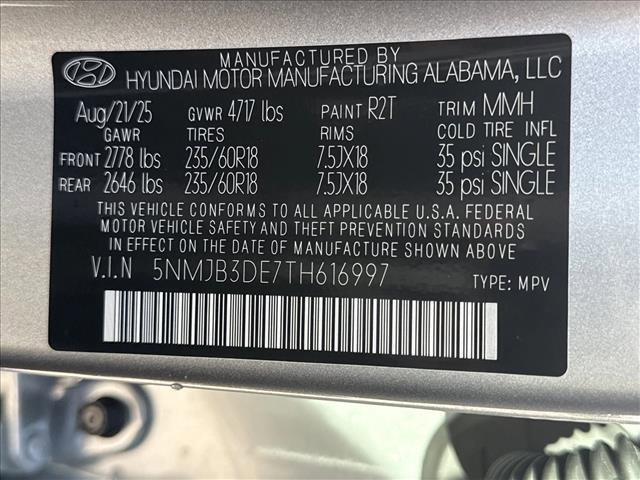 MANUFACTURED BY
HYUNDAI MOTOR MANUFACTURING ALABAMA, LLC
Aug/21/25 GVWR 4717 lbs PAINT R2T TRIM MMH
GAWR TIRES RIMS COLD TIRE INFL
FRONT 2778 lbs 235/60R18 7.5JX18 35 psi SINGLE
REAR 2646 lbs 235/60R18 7.5JX18 35 psi SINGLE
THIS VEHICLE CONFORMS TO ALL APPLICABLE U.S.A. FEDERAL
MOTOR VEHICLE SAFETY AND THEFT PREVENTION STANDARDS
IN EFFECT ON THE DATE OF MANUFACTURE SHOWN ABOVE.
V.I.N 5NMJB3DE7TH616997 TYPE: MPV